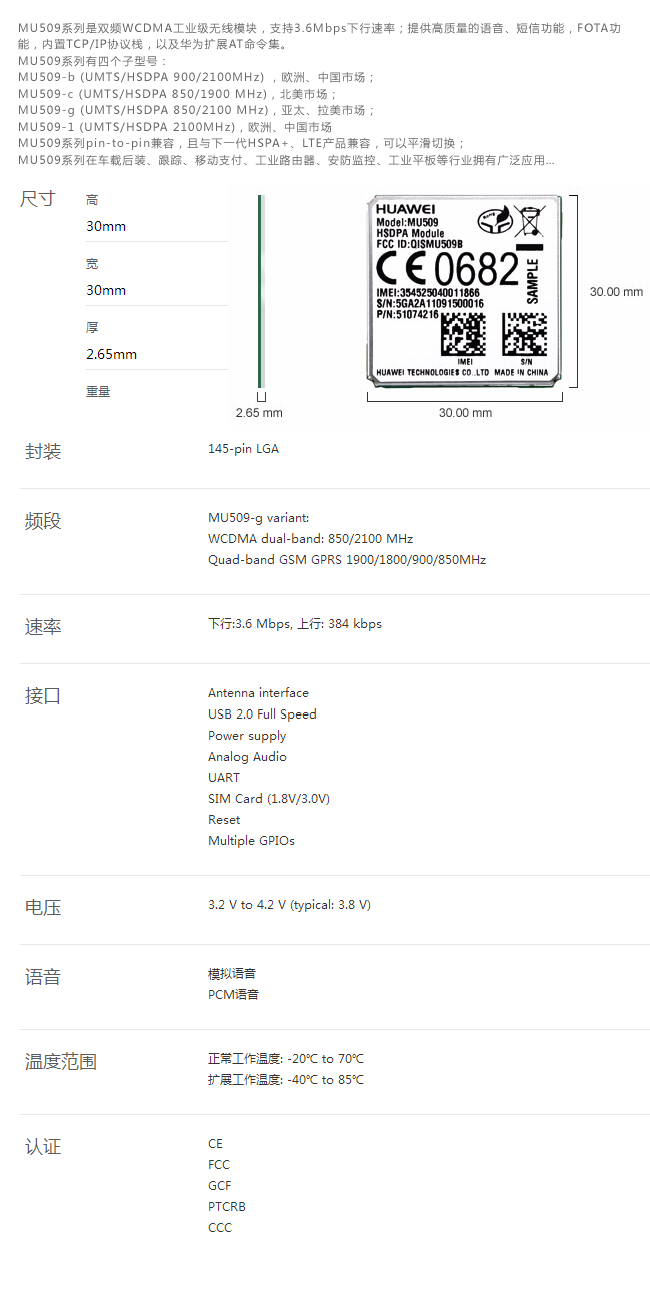 MU509系列是双频WCDMA工业级无线模块，支持3.6Mbps下行速率；提供高质量的语音、短信功能，FOTA功
能，内置TCP/IP协议栈，以及华为扩展AT命令集。
MU509系列有四个子型号：
MU509-b (UMTS/HSDPA 900/2100MHz) ，欧洲、中国市场；
MU509-c (UMTS/HSDPA 850/1900 MHz)，北美市场；
MU509-g (UMTS/HSDPA 850/2100 MHz)，亚太、拉美市场；
MU509-1 (UMTS/HSDPA 2100MHz)，欧洲、中国市场
MU509系列pin-to-pin兼容，且与下一代HSPA+、LTE产品兼容，可以平滑切换；
MU509系列在车载后装、跟踪、移动支付、工业路由器、安防监控、工业平板等行业拥有广泛应用...
尺寸
高
30mm
宽
30mm
厚
2.65mm
重量
2.65 mm
HUAWEI
Model:MU509
HSDPA Module
FCC ID:QISMU509B
CE0682
SAMPLE
IMEI:354525040011866
S/N:5GA2A11091500016
P/N:51074216
IMEI
S/N
HUAWEI TECHNOLOGIES CO.,LTD MADE IN CHINA
30.00 mm
30.00 mm
封装
145-pin LGA
频段
MU509-g variant:
WCDMA dual-band: 850/2100 MHz
Quad-band GSM GPRS 1900/1800/900/850MHz
速率
下行:3.6 Mbps, 上行: 384 kbps
接口
Antenna interface
USB 2.0 Full Speed
Power supply
Analog Audio
UART
SIM Card (1.8V/3.0V)
Reset
Multiple GPIOs
电压
3.2 V to 4.2 V (typical: 3.8 V)
语音
模拟语音
PCM语音
温度范围
正常工作温度: -20℃ to 70℃
扩展工作温度: -40℃ to 85℃
认证
CE
FCC
GCF
PTCRB
CCC